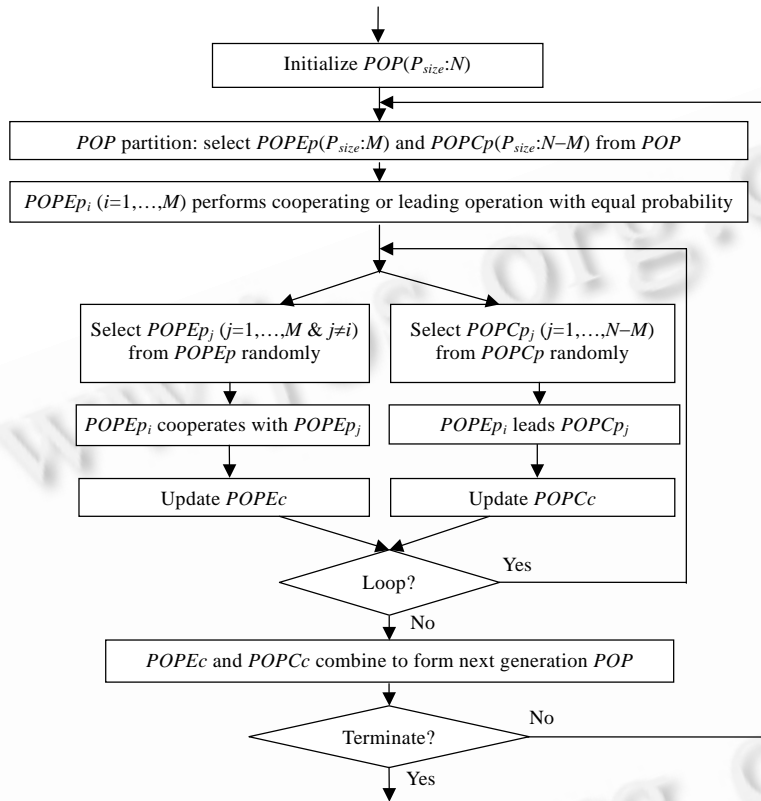 Initialize POP(Psize:N)
POP partition: select POPEp(Psize:M) and POPCp(Psize:N−M) from POP
POPEpi (i=1,…,M) performs cooperating or leading operation with equal probability
Select POPEpj (j=1,…,M & j≠i)
from POPEp randomly
Select POPCpj (j=1,…,N−M)
from POPCp randomly
POPEpi cooperates with POPEpj
POPEpi leads POPCpj
Update POPEc
Update POPCc
Loop?
Yes
No
POPEc and POPCc combine to form next generation POP
Terminate?
No
Yes